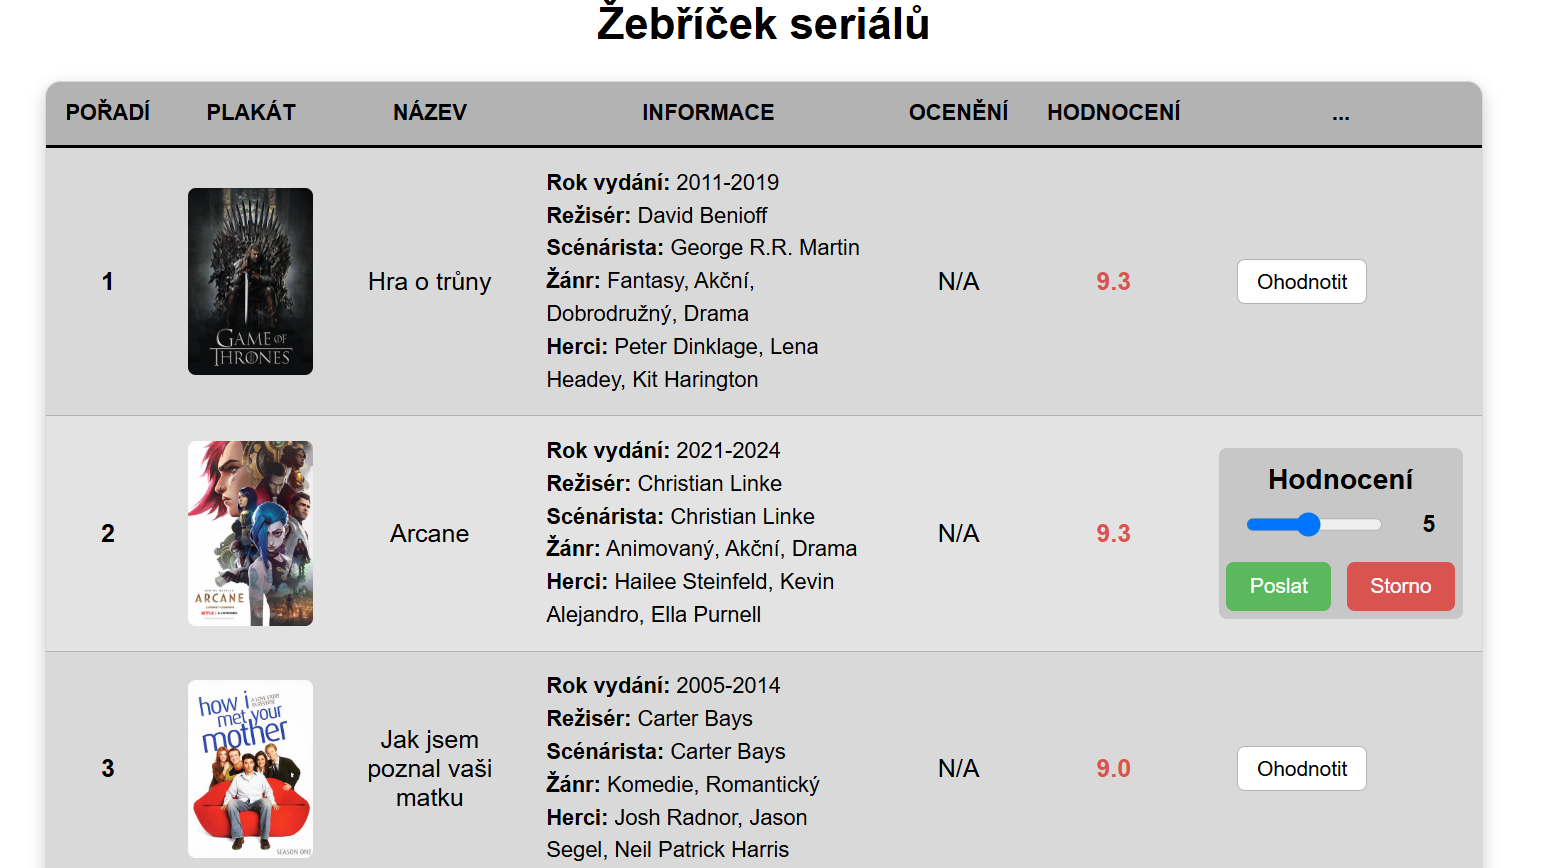 Žebříček seriálů
POŘADÍ PLAKÁT NÁZEV INFORMACE OCENĚNÍ HODNOCENÍ ...
1
GAME OF
THRONES
Hra o trůny
Rok vydání: 2011-2019
Režisér: David Benioff
Scénárista: George R.R. Martin
Žánr: Fantasy, Akční,
Dobrodružný, Drama
Herci: Peter Dinklage, Lena
Headey, Kit Harington
N/A
9.3
Ohodnotit
2
ARCANE
Arcane
Rok vydání: 2021-2024
Režisér: Christian Linke
Scénárista: Christian Linke
Žánr: Animovaný, Akční, Drama
Herci: Hailee Steinfeld, Kevin
Alejandro, Ella Purnell
N/A
9.3
Hodnocení
5
Poslat Storno
3
how i
met your
mother
SEASON ONE
Jak jsem
poznal vaši
matku
Rok vydání: 2005-2014
Režisér: Carter Bays
Scénárista: Carter Bays
Žánr: Komedie, Romantický
Herci: Josh Radnor, Jason
Segel, Neil Patrick Harris
N/A
9.0
Ohodnotit